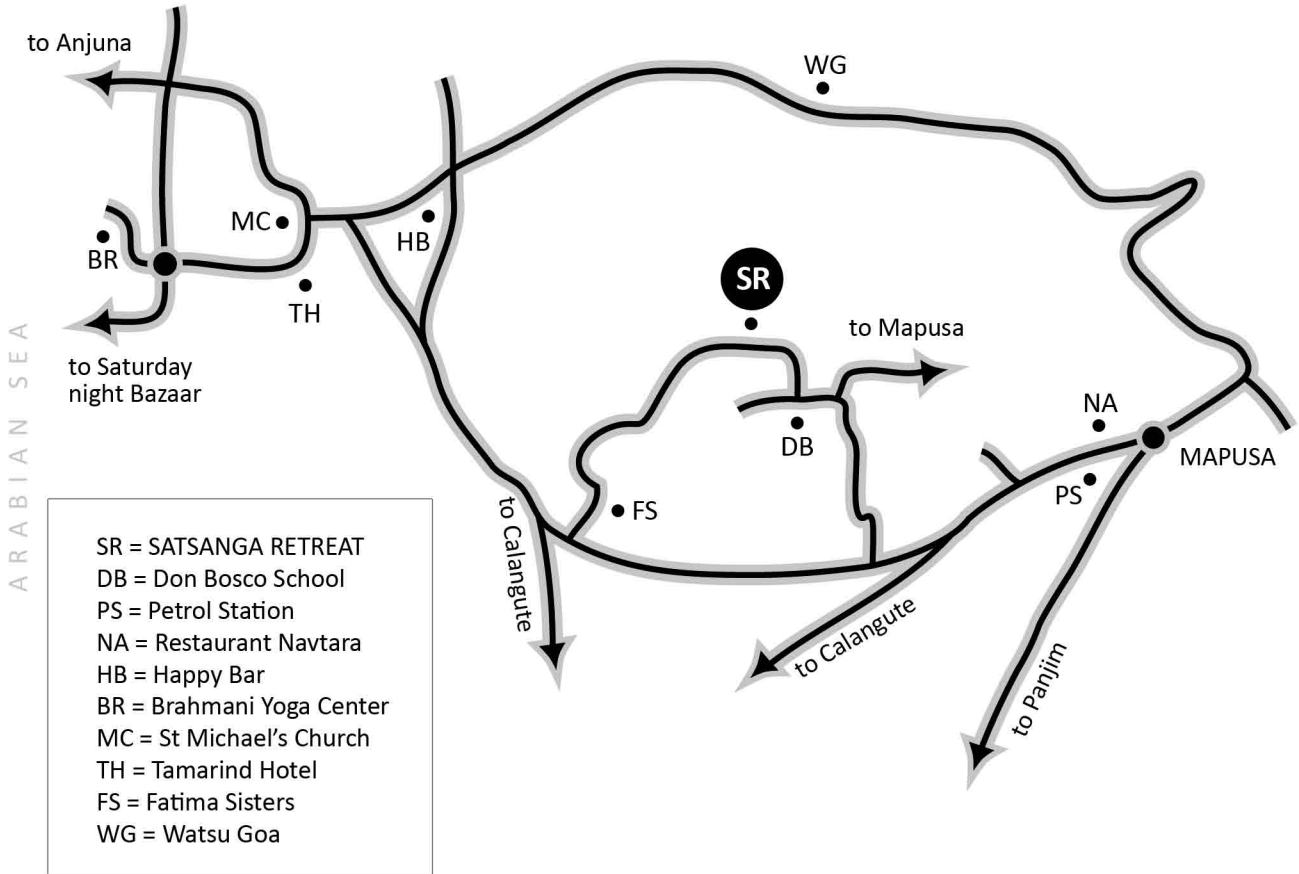 to Anjuna
WG
MC
HB
BR
SR
TH
to Mapusa
to Saturday
night Bazaar
ARABIAN SEA
NA
DB
MAPUSA
PS
FS
to Calangute
to Calangute
to Panjim
SR = SATSANGA RETREAT
DB = Don Bosco School
PS = Petrol Station
NA = Restaurant Navtara
HB = Happy Bar
BR = Brahmani Yoga Center
MC = St Michael’s Church
TH = Tamarind Hotel
FS = Fatima Sisters
WG = Watsu Goa